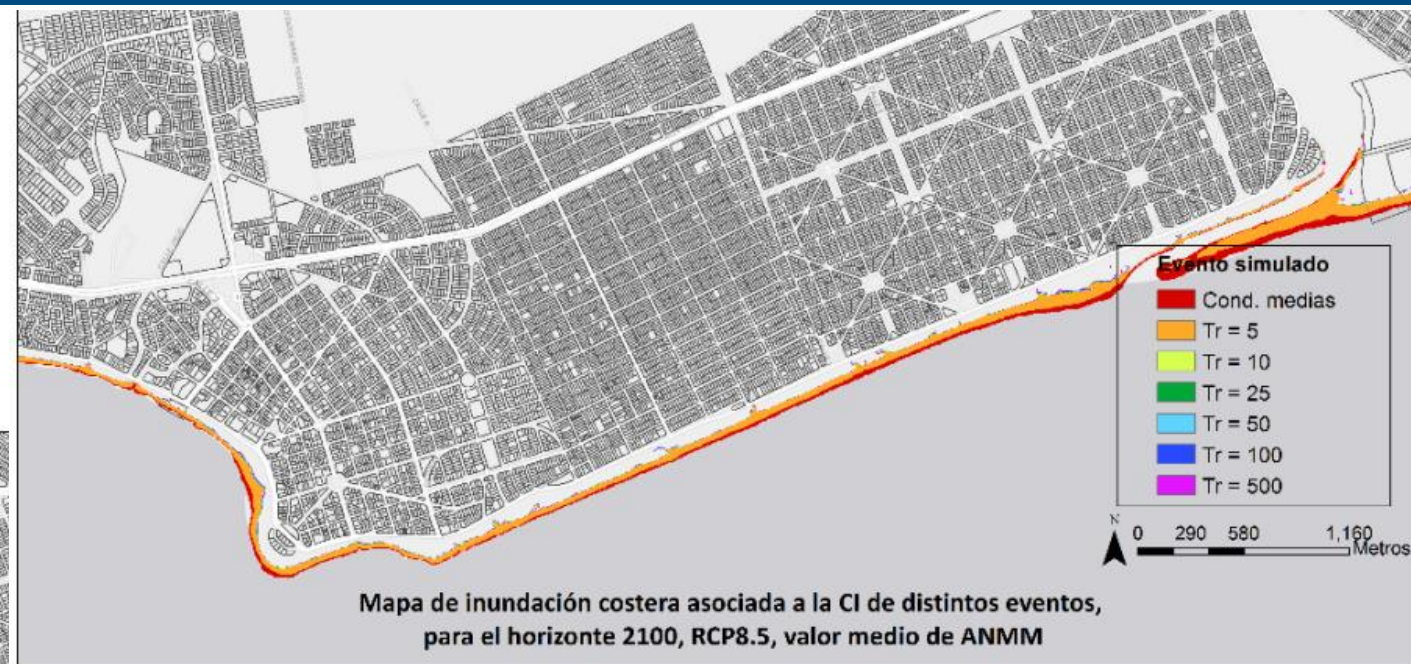 Evento simulado
Cond. medias
Tr = 5
Tr = 10
Tr = 25
Tr = 50
Tr = 100
Tr = 500
N
0 290 580 1,160
Metros
Mapa de inundación costera asociada a la CI de distintos eventos,
para el horizonte 2100, RCP8.5, valor medio de ANMM